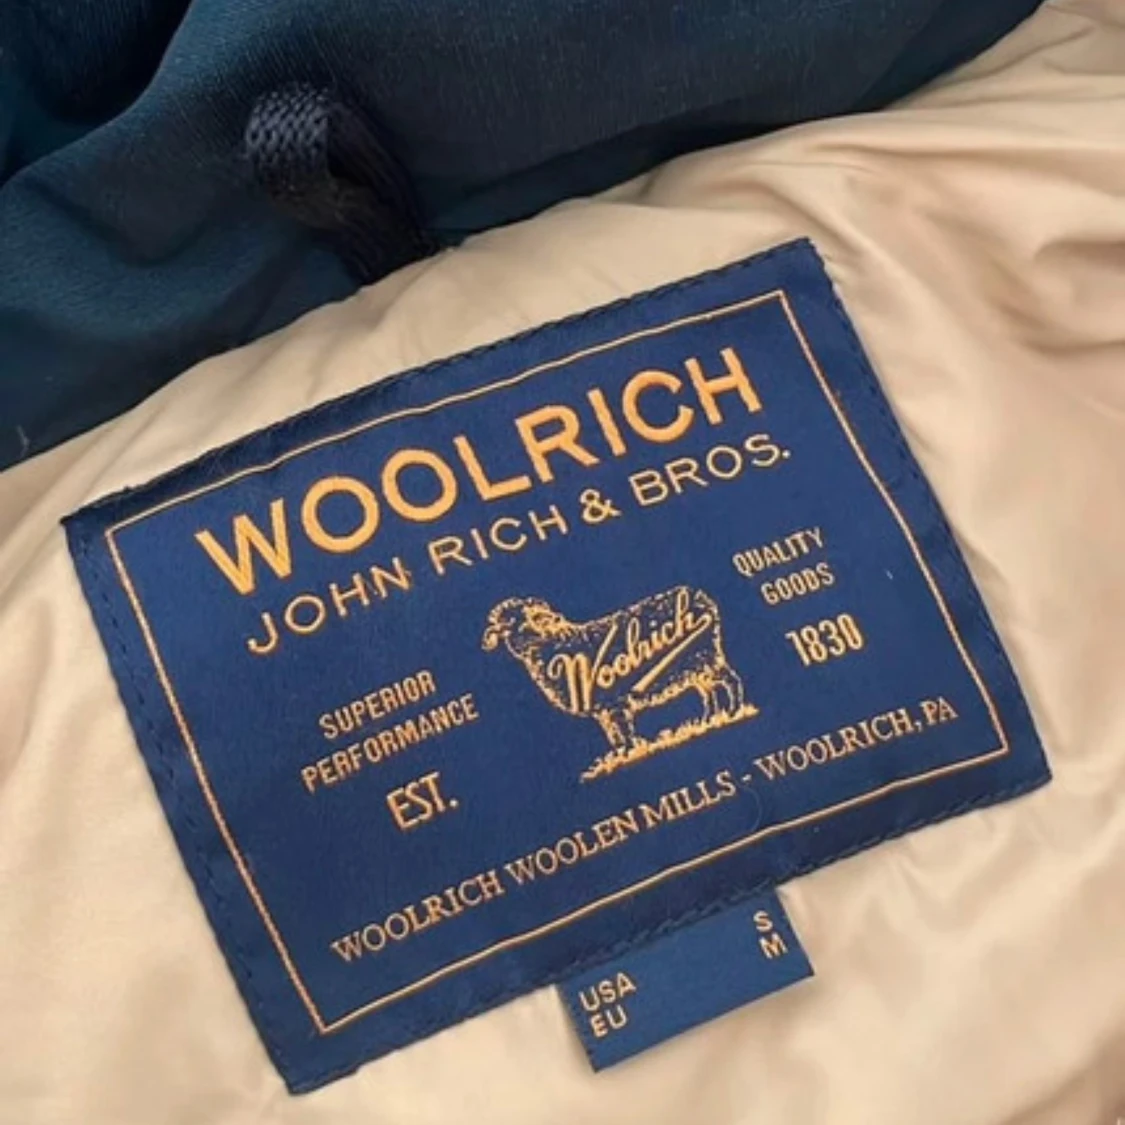 WOOLRICH
JOHN RICH & BROS.
SUPERIOR
PERFORMANCE
EST.
Woolrich
QUALITY
GOODS
1830
WOOLRICH WOOLEN MILLS - WOOLRICH, PA
USA S
EU M